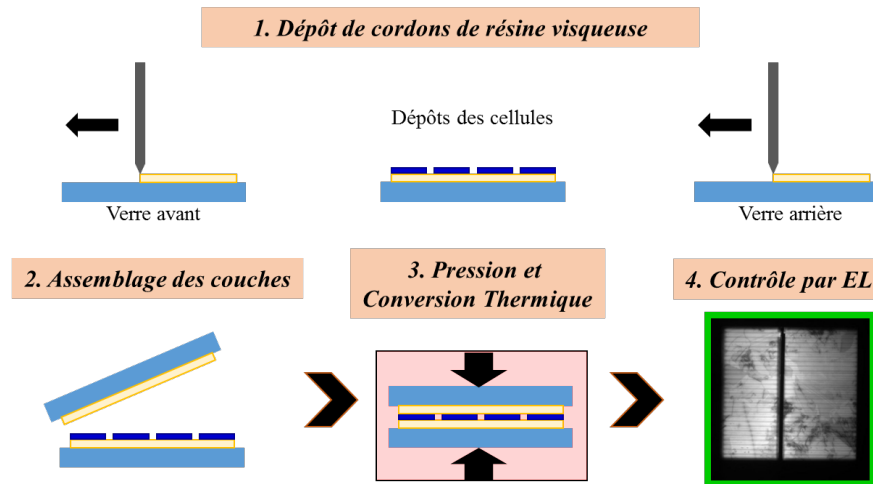 1. Dépôt de cordons de résine visqueuse
Dépôts des cellules
Verre avant
Verre arrière
2. Assemblage des couches
3. Pression et
Conversion Thermique
4. Contrôle par EL